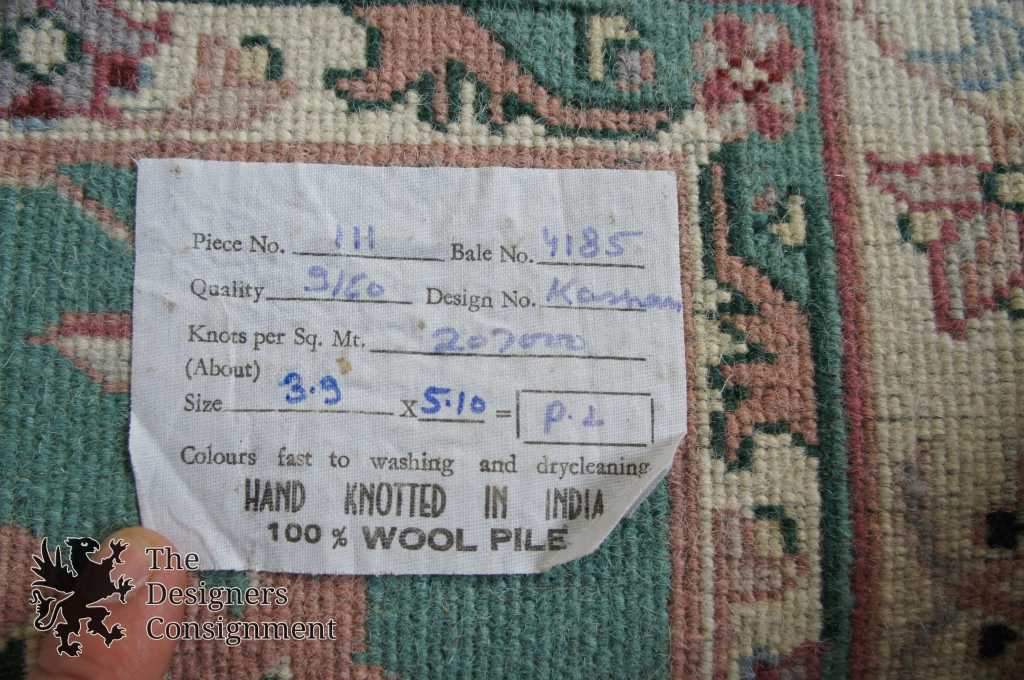 Piece No. 111 Bale No. 4185
Quality 9/60 Design No. Kashan
Knots per Sq. Mt. 207000
(About)
Size 3.9 X 5.10 = P.L
Colours fast to washing and drycleaning
HAND KNOTTED IN INDIA
100 % WOOL PILE
The
Designers
Consignment